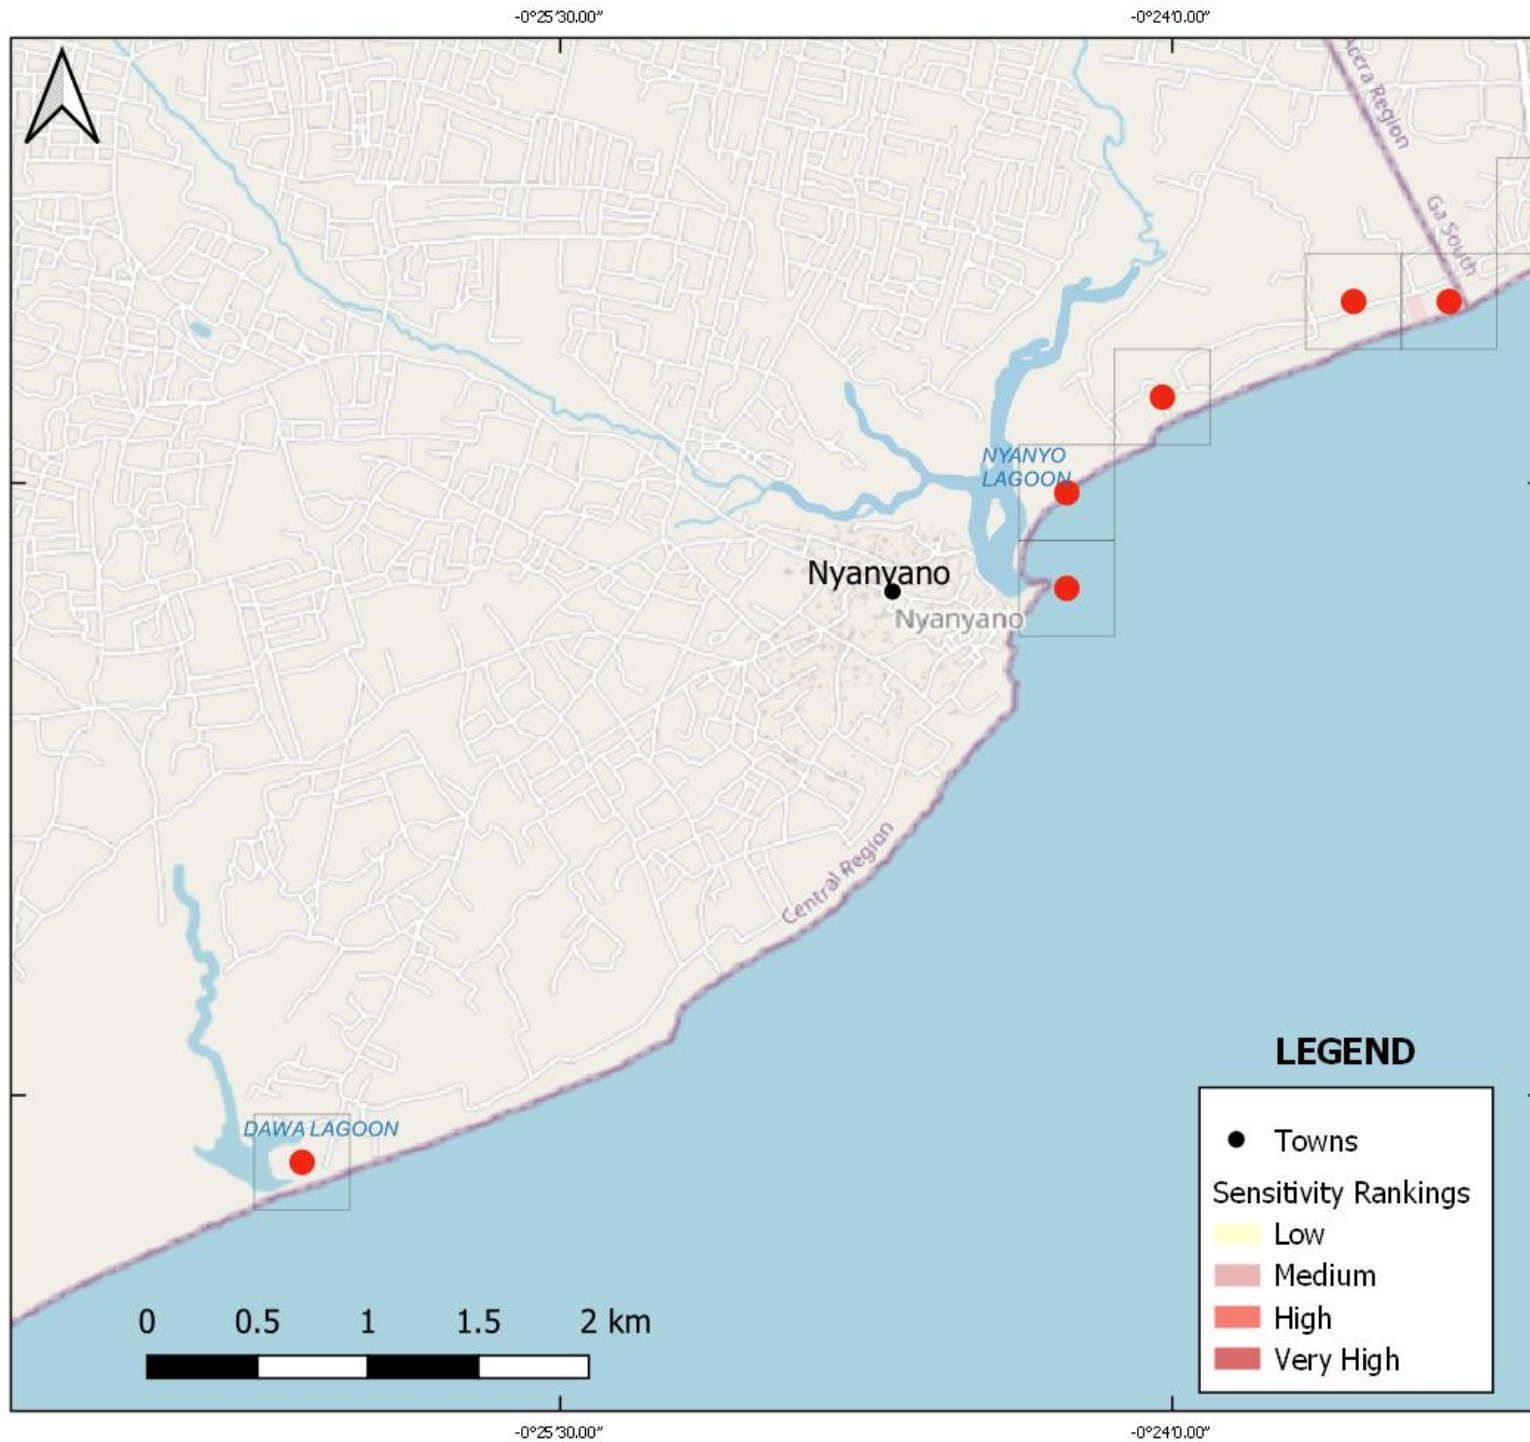 -0°25'30.00"
-0°24'0.00"
Accra Region
Ga South
NYANYO
LAGOON
Nyanyano
Nyanyano
Central Region
DAWA LAGOON
LEGEND
Towns
Sensitivity Rankings
Low
Medium
High
Very High
0 0.5 1 1.5 2 km
-0°25'30.00"
-0°24'0.00"